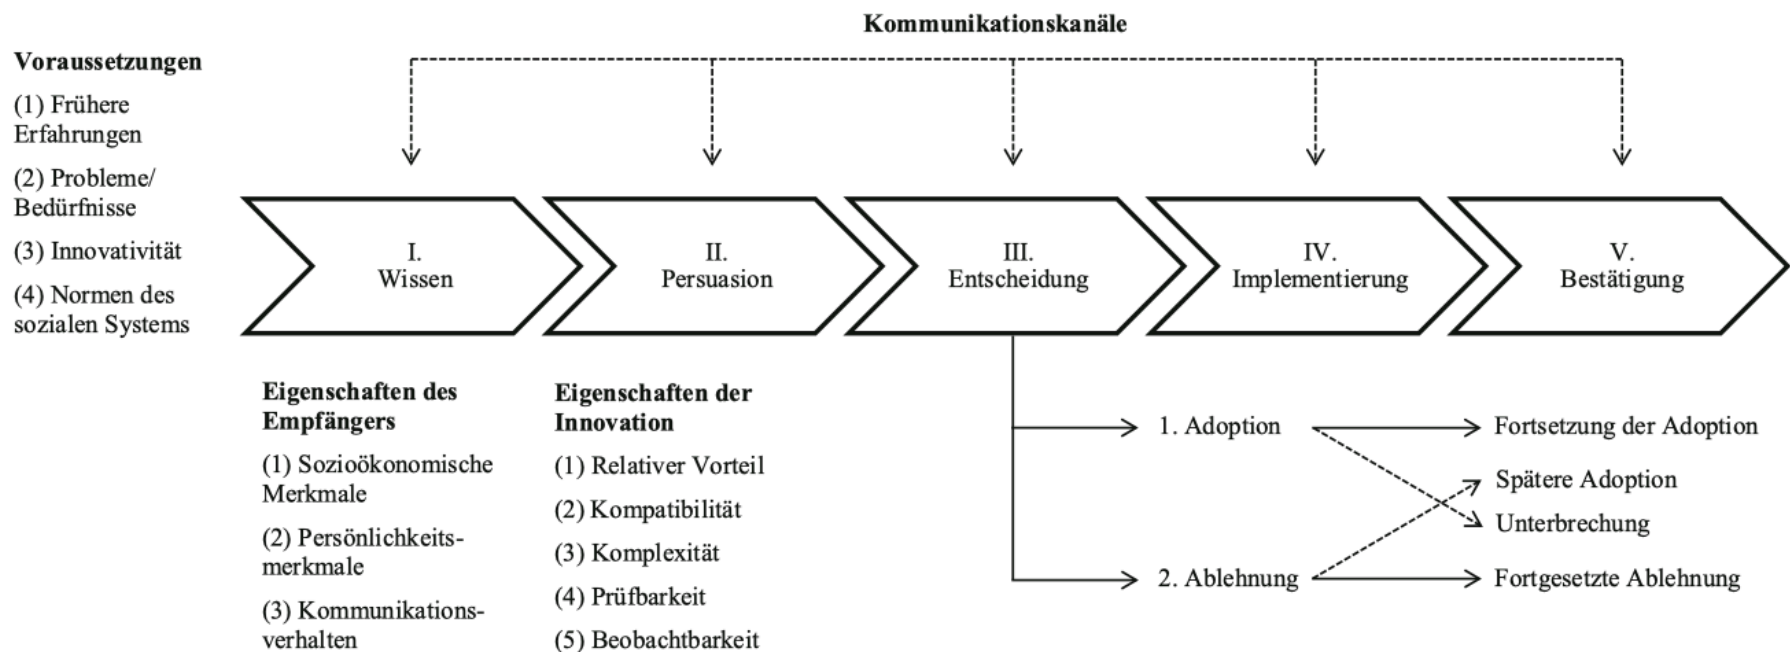 Kommunikationskanäle
Voraussetzungen
(1) Frühere
Erfahrungen
(2) Probleme/
Bedürfnisse
(3) Innovativität
(4) Normen des
sozialen Systems
I.
Wissen
II.
Persuasion
III.
Entscheidung
IV.
Implementierung
V.
Bestätigung
Eigenschaften des
Empfängers
(1) Sozioökonomische
Merkmale
(2) Persönlichkeits-
merkmale
(3) Kommunikations-
verhalten
Eigenschaften der
Innovation
(1) Relativer Vorteil
(2) Kompatibilität
(3) Komplexität
(4) Prüfbarkeit
(5) Beobachtbarkeit
1. Adoption
2. Ablehnung
Fortsetzung der Adoption
Spätere Adoption
Unterbrechung
Fortgesetzte Ablehnung